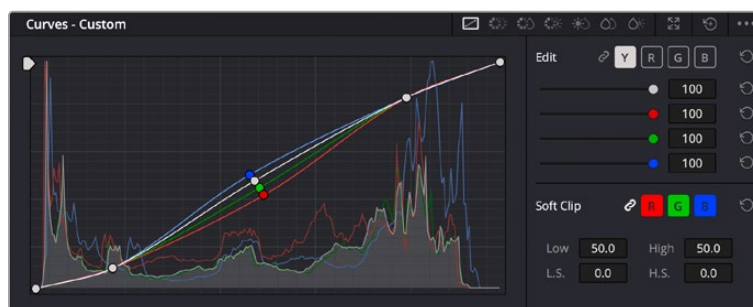 Curves - Custom
Edit Y R G B
100
100
100
100
Soft Clip R G B
Low 50.0 High 50.0
L.S. 0.0 H.S. 0.0